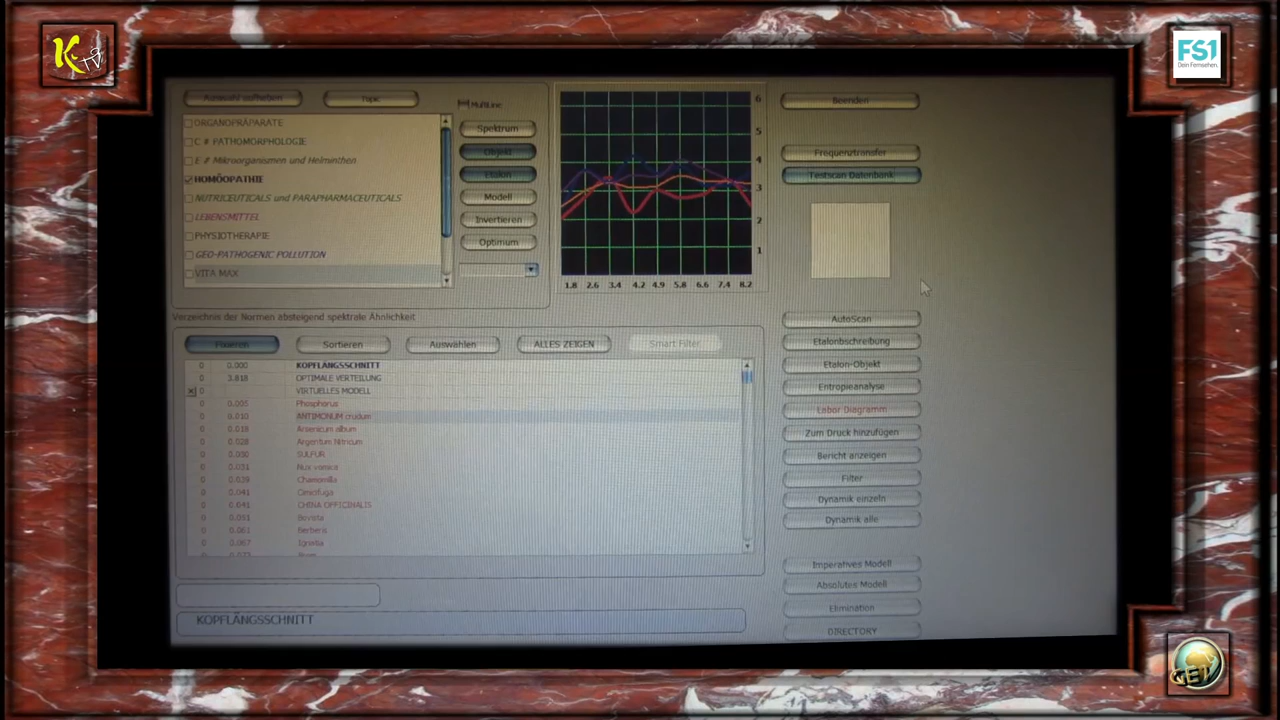 K TV
FS1
Dein Fernsehen.
Auswahl aufheben
Topic
MultiLine
ORGANOPRÄPARATE
C # PATHOMORPHOLOGIE
E # Mikroorganismen und Helminthen
HOMÖOPATHIE
NUTRICEUTICALS und PARAPHARMACEUTICALS
LEBENSMITTEL
PHYSIOTHERAPIE
GEO-PATHOGENIC POLLUTION
VITA MAX
Spektrum
Objekt
Etalon
Modell
Invertieren
Optimum
6
5
4
3
2
1
1.8 2.6 3.4 4.2 4.9 5.8 6.6 7.4 8.2
Beenden
Frequenztransfer
Testscan Datenbank
Verzeichnis der Normen absteigend spektrale Ähnlichkeit
Fixieren Sortieren Auswählen ALLES ZEIGEN Smart Filter
0 0.000 KOPFLÄNGSSCHNITT
0 3.818 OPTIMALE VERTEILUNG
0 VIRTUELLES MODELL
0 0.005 Phosphorus
0 0.010 ANTIMONIUM crudum
0 0.018 Arsenicum album
0 0.028 Argentum Nitricum
0 0.030 SULFUR
0 0.031 Nux vomica
0 0.039 Chamomilla
0 0.041 Cimicifuga
0 0.041 CHINA OFFICINALIS
0 0.051 Bovista
0 0.061 Berberis
0 0.067 Ignatia
AutoScan
Etalonbschreibung
Etalon-Objekt
Entropieanalyse
Labor Diagramm
Zum Druck hinzufügen
Bericht anzeigen
Filter
Dynamik einzeln
Dynamik alle
Imperatives Modell
Absolutes Modell
Elimination
DIRECTORY
KOPFLÄNGSSCHNITT